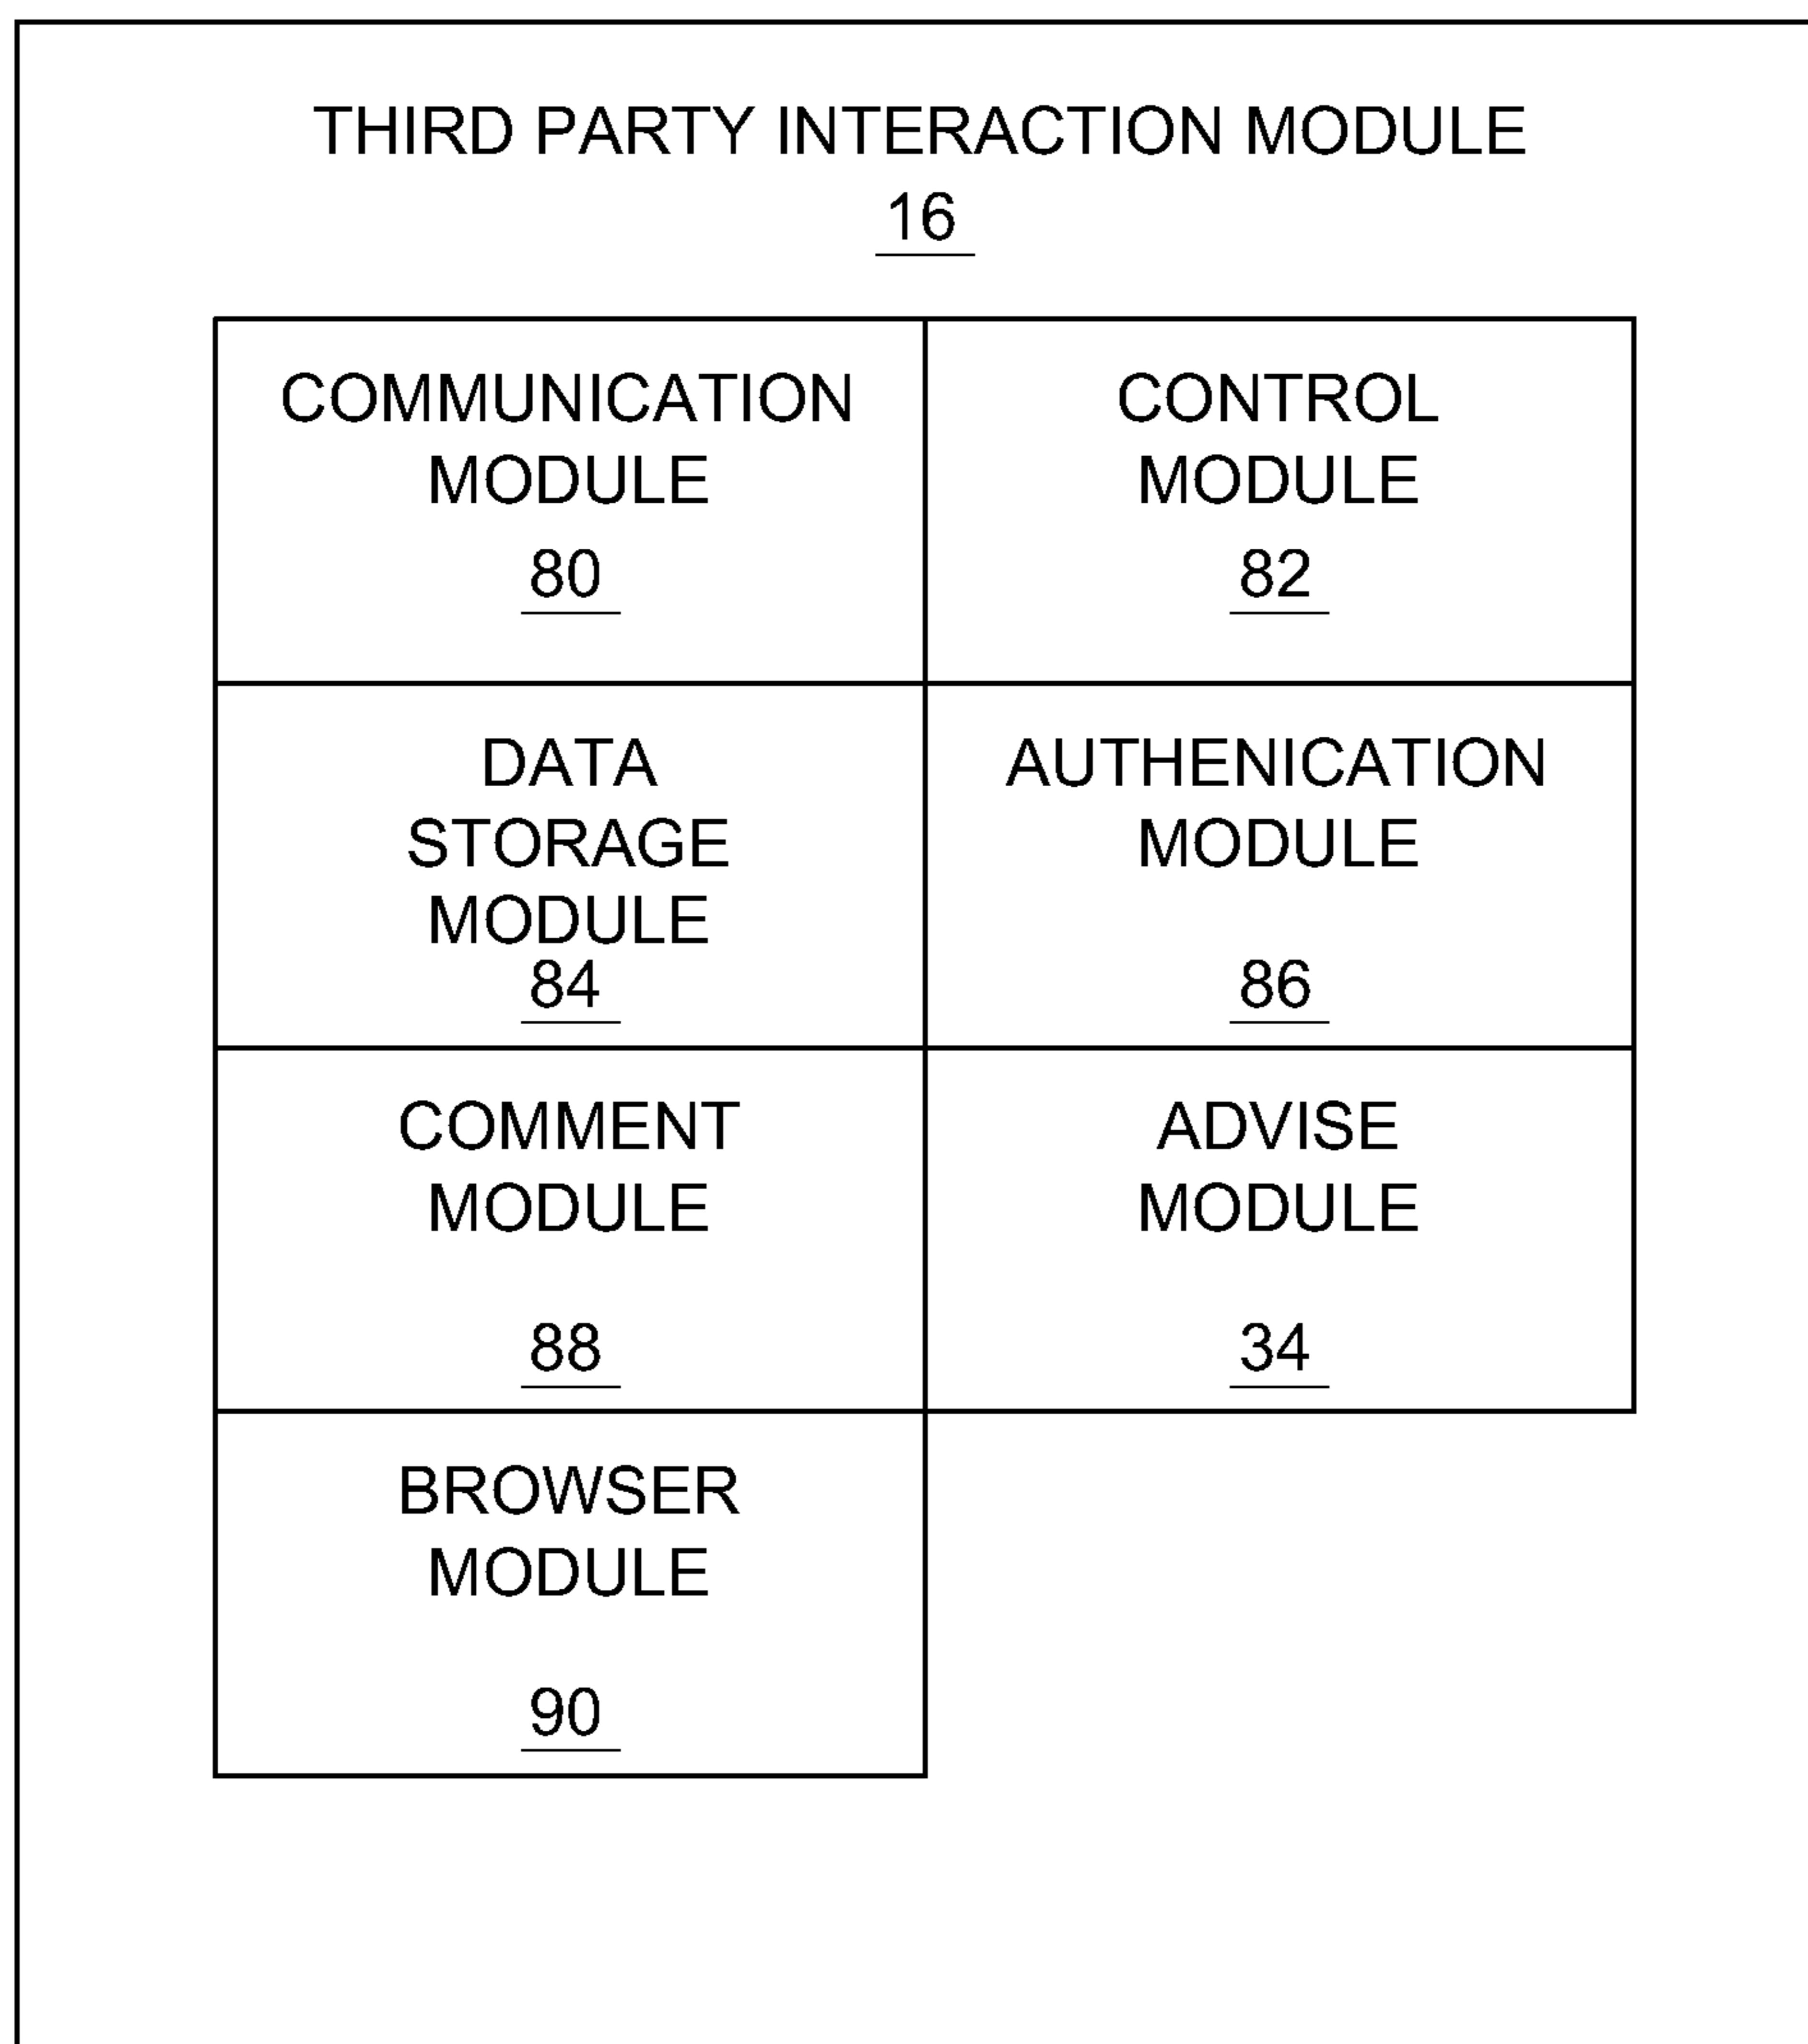 THIRD PARTY INTERACTION MODULE
16
COMMUNICATION
MODULE
80
CONTROL
MODULE
82
DATA
STORAGE
MODULE
84
AUTHENICATION
MODULE
86
COMMENT
MODULE
88
ADVISE
MODULE
34
BROWSER
MODULE
90